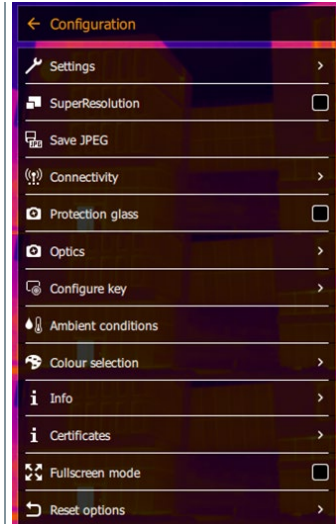 Configuration
Settings
SuperResolution
JPEG
Save JPEG
Connectivity
Protection glass
Optics
Configure key
Ambient conditions
Colour selection
Info
Certificates
Fullscreen mode
Reset options